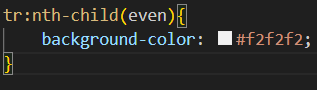 tr:nth-child(even){
    background-color: #f2f2f2;
}